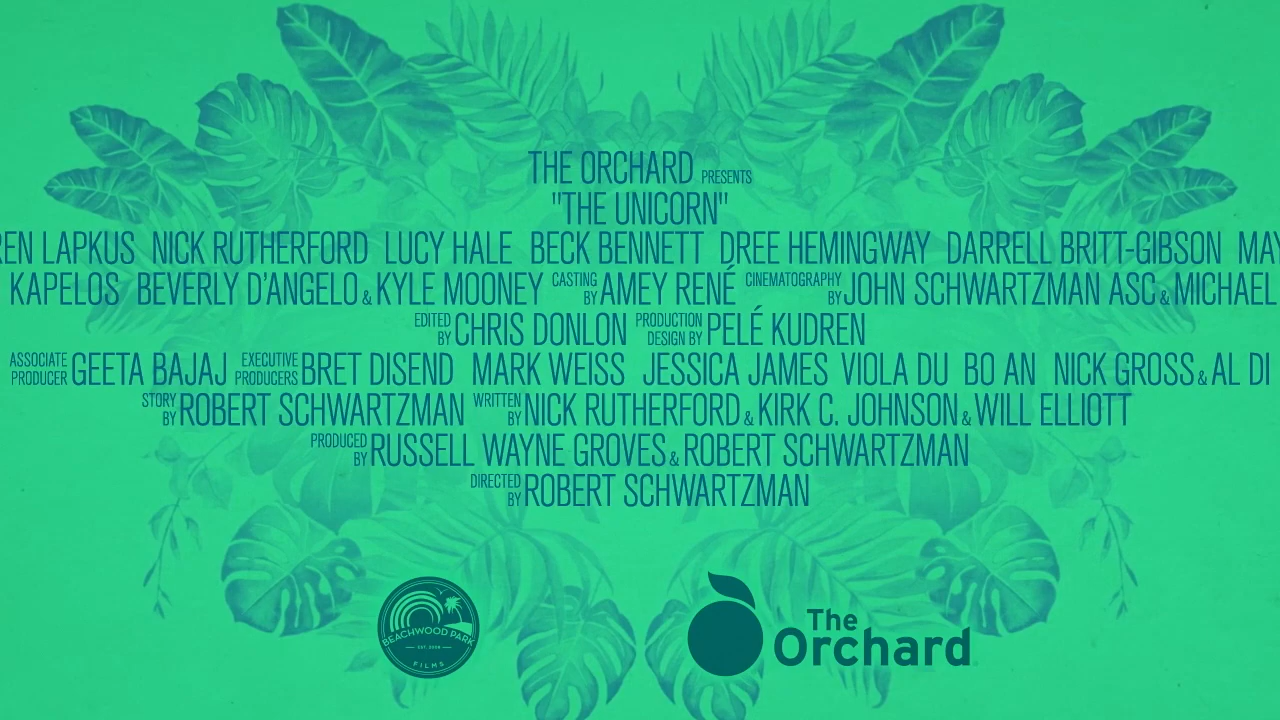 THE ORCHARD PRESENTS
"THE UNICORN"
REN LAPKUS NICK RUTHERFORD LUCY HALE BECK BENNETT DREE HEMINGWAY DARRELL BRITT-GIBSON MAY
KAPELOS BEVERLY D'ANGELO & KYLE MOONEY CASTING BY AMEY RENÉ CINEMATOGRAPHY BY JOHN SCHWARTZMAN ASC & MICHAEL
EDITED BY CHRIS DONLON PRODUCTION DESIGN BY PELÉ KUDREN
ASSOCIATE PRODUCER GEETA BAJAJ EXECUTIVE PRODUCERS BRET DISEND MARK WEISS JESSICA JAMES VIOLA DU BO AN NICK GROSS & AL DI
STORY BY ROBERT SCHWARTZMAN WRITTEN BY NICK RUTHERFORD & KIRK C. JOHNSON & WILL ELLIOTT
PRODUCED BY RUSSELL WAYNE GROVES & ROBERT SCHWARTZMAN
DIRECTED BY ROBERT SCHWARTZMAN
BEACHWOOD PARK
EST. 2008
FILMS
The
Orchard